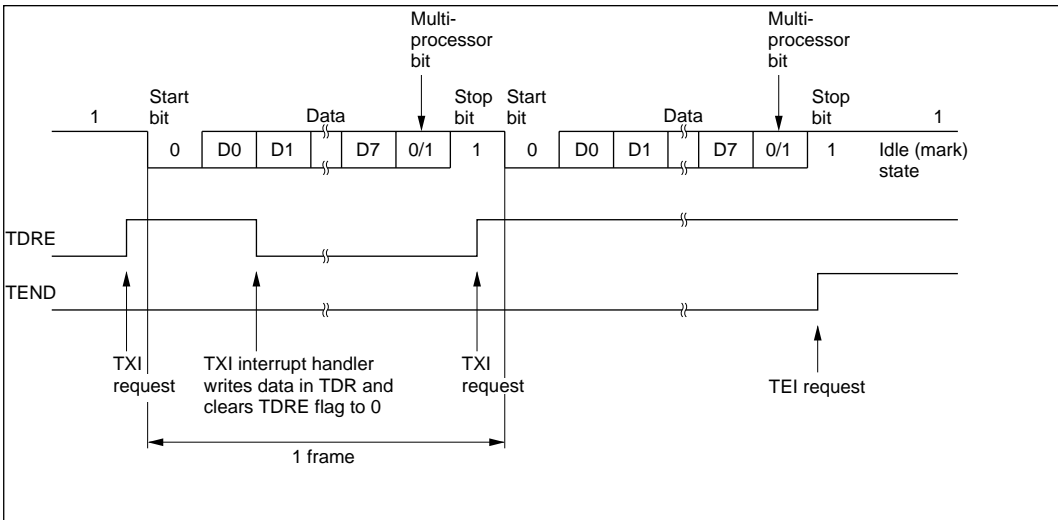 Multi-
processor
bit
Multi-
processor
bit
1
Start
bit
Data
Stop
bit
Start
bit
Data
Stop
bit
1
0 D0 D1 D7 0/1 1 0 D0 D1 D7 0/1 1 Idle (mark)
state
TDRE
TEND
TXI
request
TXI interrupt handler
writes data in TDR and
clears TDRE flag to 0
TXI
request
TEI request
1 frame